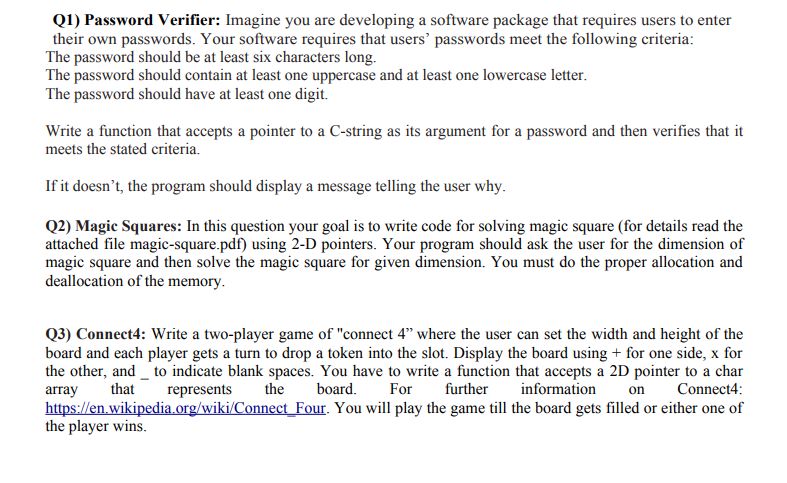 Q1) Password Verifier: Imagine you are developing a software package that requires users to enter
their own passwords. Your software requires that users’ passwords meet the following criteria:
The password should be at least six characters long.
The password should contain at least one uppercase and at least one lowercase letter.
The password should have at least one digit.
Write a function that accepts a pointer to a C-string as its argument for a password and then verifies that it
meets the stated criteria.
If it doesn’t, the program should display a message telling the user why.
Q2) Magic Squares: In this question your goal is to write code for solving magic square (for details read the
attached file magic-square.pdf) using 2-D pointers. Your program should ask the user for the dimension of
magic square and then solve the magic square for given dimension. You must do the proper allocation and
deallocation of the memory.
Q3) Connect4: Write a two-player game of "connect 4” where the user can set the width and height of the
board and each player gets a turn to drop a token into the slot. Display the board using + for one side, x for
the other, and _ to indicate blank spaces. You have to write a function that accepts a 2D pointer to a char
array that represents the board. For further information on Connect4:
https://en.wikipedia.org/wiki/Connect_Four. You will play the game till the board gets filled or either one of
the player wins.